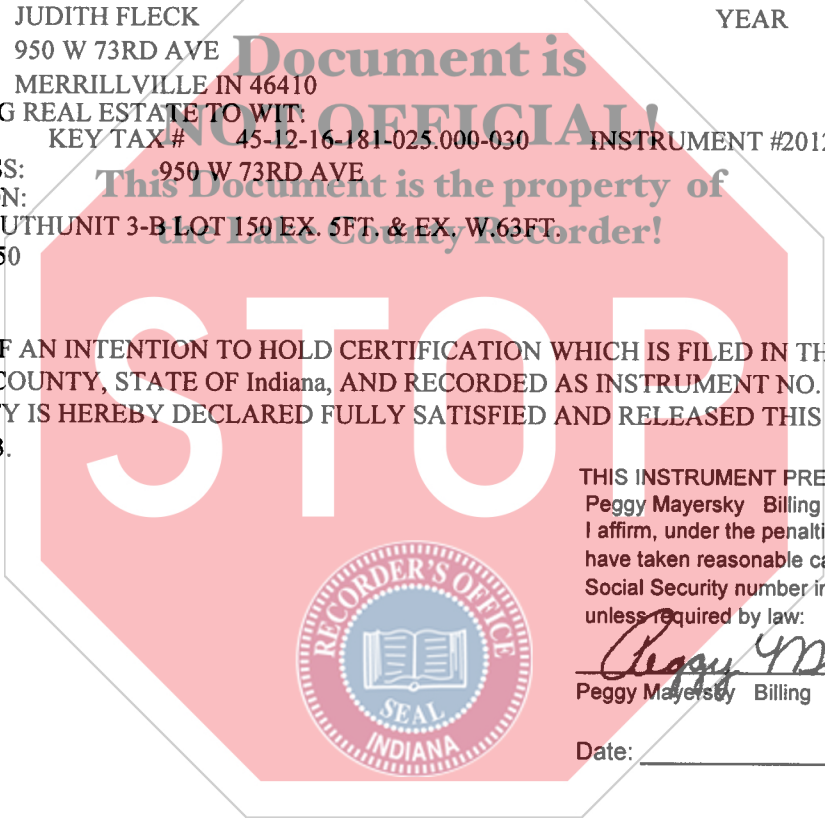 JUDITH FLECK
YEAR
950 W 73RD AVE
Document is
MERRILLVILLE IN 46410
G REAL ESTATE TO WIT:
NOT OFFICIAL!
KEY TAX # 45-12-16-181-025.000-030 INSTRUMENT #2012
SS: 950 W 73RD AVE
This Document is the property of
N:
UTHUNIT 3-B LOT 150 EX. 5FT. & EX. W.63FT.
the Lake County Recorder!
50
STOP
F AN INTENTION TO HOLD CERTIFICATION WHICH IS FILED IN TH
COUNTY, STATE OF Indiana, AND RECORDED AS INSTRUMENT NO.
TY IS HEREBY DECLARED FULLY SATISFIED AND RELEASED THIS
3.
THIS INSTRUMENT PRE
Peggy Mayersky Billing
I affirm, under the penalti
have taken reasonable ca
Social Security number in
unless required by law:
Peggy M
Peggy Mayersky Billing
Date:
RECORDER'S OFFICE
SEAL
INDIANA